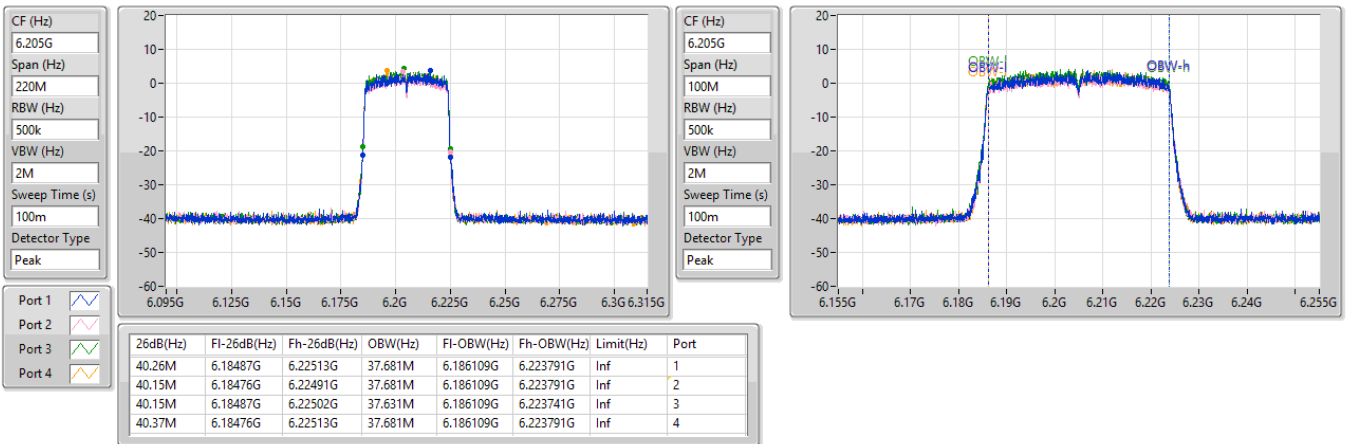 CF (Hz)
6.205G
Span (Hz)
220M
RBW (Hz)
500k
VBW (Hz)
2M
Sweep Time (s)
100m
Detector Type
Peak
20
10
0
-10
-20
-30
-40
-50
-60
6.095G 6.125G 6.15G 6.175G 6.2G 6.225G 6.25G 6.275G 6.3G 6.315G
CF (Hz)
6.205G
Span (Hz)
100M
RBW (Hz)
500k
VBW (Hz)
2M
Sweep Time (s)
100m
Detector Type
Peak
20
10
0
-10
-20
-30
-40
-50
-60
OBW-l
OBW-h
6.155G 6.17G 6.18G 6.19G 6.2G 6.21G 6.22G 6.23G 6.24G 6.255G
Port 1
Port 2
Port 3
Port 4
26dB(Hz) Fl-26dB(Hz) Fh-26dB(Hz) OBW(Hz) Fl-OBW(Hz) Fh-OBW(Hz) Limit(Hz) Port
40.26M 6.18487G 6.22513G 37.681M 6.186109G 6.223791G Inf 1
40.15M 6.18476G 6.22491G 37.681M 6.186109G 6.223791G Inf 2
40.15M 6.18487G 6.22502G 37.631M 6.186109G 6.223741G Inf 3
40.37M 6.18476G 6.22513G 37.681M 6.186109G 6.223791G Inf 4